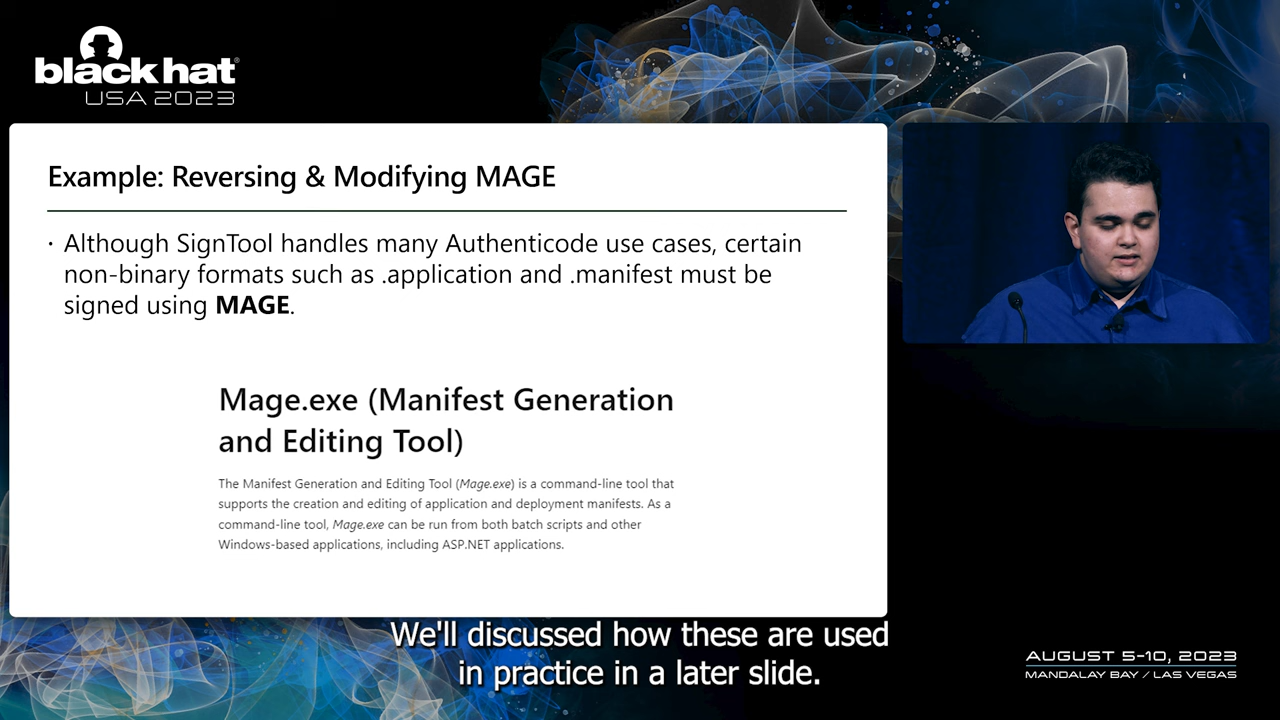 black hat®
USA 2023
Example: Reversing & Modifying MAGE
• Although SignTool handles many Authenticode use cases, certain
non-binary formats such as .application and .manifest must be
signed using MAGE.
Mage.exe (Manifest Generation
and Editing Tool)
The Manifest Generation and Editing Tool (Mage.exe) is a command-line tool that
supports the creation and editing of application and deployment manifests. As a
command-line tool, Mage.exe can be run from both batch scripts and other
Windows-based applications, including ASP.NET applications.
We'll discussed how these are used
in practice in a later slide.
AUGUST 5-10, 2023
MANDALAY BAY / LAS VEGAS